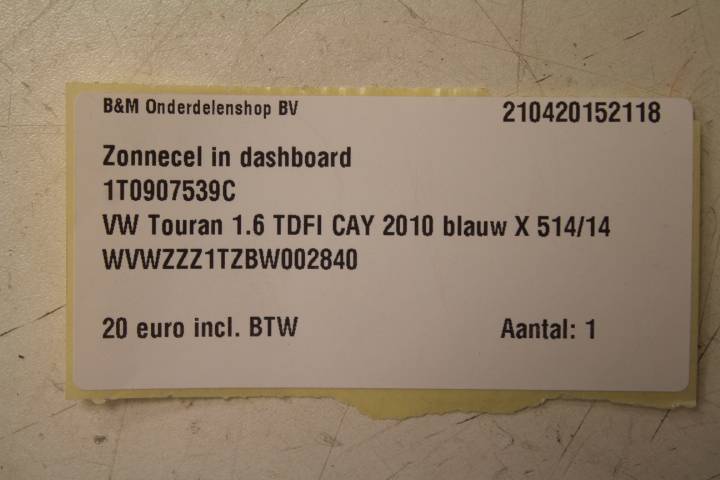 B&M Onderdelenshop BV 210420152118
Zonnecel in dashboard
1T0907539C
VW Touran 1.6 TDFI CAY 2010 blauw X 514/14
WVWZZZ1TZBW002840
20 euro incl. BTW Aantal: 1